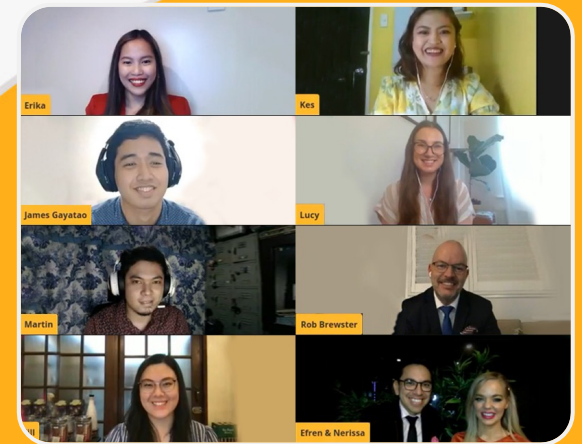 Erika
Kes
James Gayatao
Lucy
Martin
Rob Brewster
Efren & Nerissa